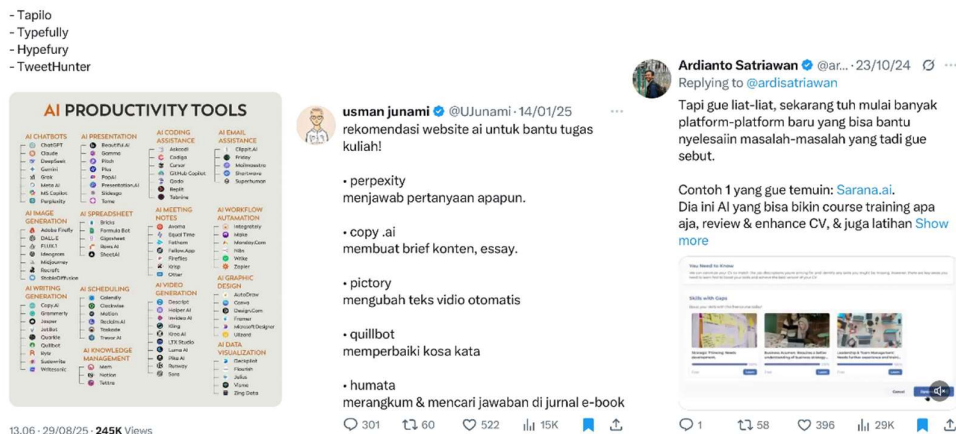 - Tapilo
- Typefully
- Hypefury
- TweetHunter
AI PRODUCTIVITY TOOLS
AI CHATBOTS
ChatGPT
Claude
DeepSeek
Gemini
Grok
Meta AI
MS Copilot
Perplexity
AI PRESENTATION
Beautiful.AI
Gamma
Pitch
Plus
PopAI
Presentation.AI
Slidesgo
Tome
AI CODING
ASSISTANCE
Askcodi
Codiga
Cursor
GitHub Copilot
Qodo
Replit
Tabnine
AI EMAIL
ASSISTANCE
Clippit.AI
Friday
Mailmaestro
Shortwave
Superhuman
AI IMAGE
GENERATION
Adobe Firefly
DALL-E
FLUX.1
Ideogram
Midjourney
Recraft
StableDiffusion
AI SPREADSHEET
Bricks
Formula Bot
Gigasheet
Rows AI
SheetAI
AI MEETING
NOTES
Avoma
Equal Time
Fathom
Fellow.App
Fireflies
Krisp
Otter
AI WORKFLOW
AUTAMATION
Integrately
Make
Monday.Com
n8n
Wrike
Zapier
AI WRITING
GENERATION
Copy.AI
Grammarly
Jasper
JotBot
Quarkle
Quillbot
Rytr
Sudowrite
Writesonic
AI SCHEDULING
Calendly
Clockwise
Motion
Reclaim AI
Taskade
Trevor AI
AI VIDEO
GENERATION
Descript
Haiper AI
Invideo AI
Kling
Krea AI
LTX Studio
Luma AI
Pika AI
Runway
Sora
AI GRAPHIC
DESIGN
AutoDraw
Canva
Design.Com
Framer
Microsoft Designer
Uizard
AI KNOWLEDGE
MANAGEMENT
Mem
Notion
Tettra
AI DATA
VISUALIZATION
Decktpilot
Flourish
Julius
Visme
Zing Data
13.06 · 29/08/25 · 245K Views
usman junami @UJunami · 14/01/25
rekomendasi website ai untuk bantu tugas
kuliah!
• perpexity
menjawab pertanyaan apapun.
• copy .ai
membuat brief konten, essay.
• pictory
mengubah teks vidio otomatis
• quillbot
memperbaiki kosa kata
• humata
merangkum & mencari jawaban di jurnal e-book
301 60 522 15K
Ardianto Satriawan @ar... · 23/10/24
Replying to @ardisatriawan
Tapi gue liat-liat, sekarang tuh mulai banyak
platform-platform baru yang bisa bantu
nyelesaiin masalah-masalah yang tadi gue
sebut.
Contoh 1 yang gue temuin: Sarana.ai.
Dia ini AI yang bisa bikin course training apa
aja, review & enhance CV, & juga latihan Show
more
You Need to Know
Skills with Gaps
1 58 396 29K